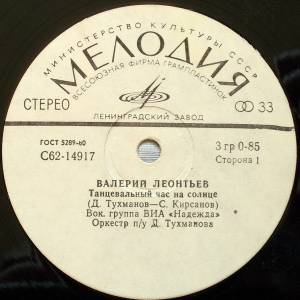 МИНИСТЕРСТВО КУЛЬТУРЫ СССР
МЕЛОДИЯ
ВСЕСОЮЗНАЯ ФИРМА ГРАМПЛАСТИНОК
СТЕРЕО
33
ЛЕНИНГРАДСКИЙ ЗАВОД
ГОСТ 5289-60
С62-14917
3 гр 0-85
Сторона 1
ВАЛЕРИЙ ЛЕОНТЬЕВ
Танцевальный час на солнце
(Д. Тухманов—С. Кирсанов)
Вок. группа ВИА «Надежда»
Оркестр п/у Д. Тухманова